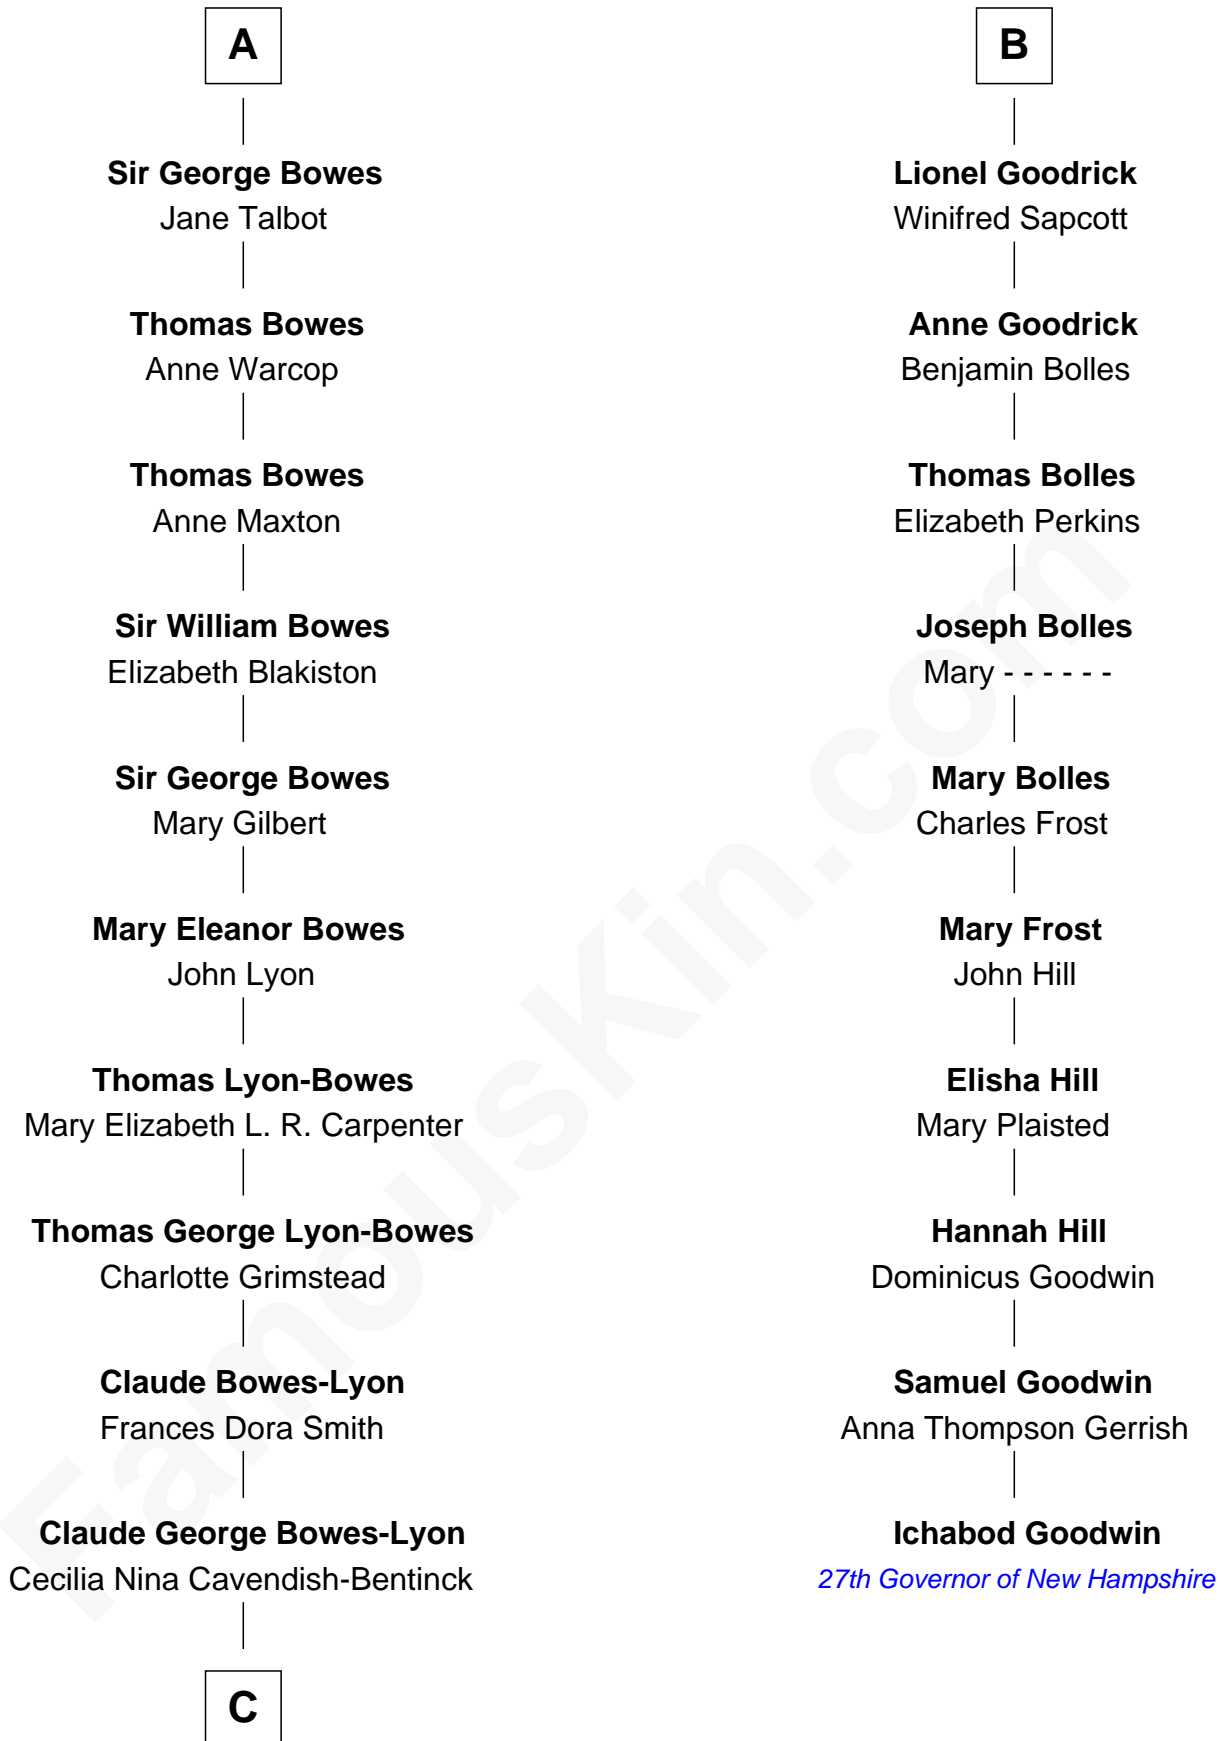 A
Sir George Bowes
Jane Talbot
Thomas Bowes
Anne Warcop
Thomas Bowes
Anne Maxton
Sir William Bowes
Elizabeth Blakiston
Sir George Bowes
Mary Gilbert
Mary Eleanor Bowes
John Lyon
Thomas Lyon-Bowes
Mary Elizabeth L. R. Carpenter
Thomas George Lyon-Bowes
Charlotte Grimstead
Claude Bowes-Lyon
Frances Dora Smith
Claude George Bowes-Lyon
Cecilia Nina Cavendish-Bentinck
C
B
Lionel Goodrick
Winifred Sapcott
Anne Goodrick
Benjamin Bolles
Thomas Bolles
Elizabeth Perkins
Joseph Bolles
Mary - - - - - -
Mary Bolles
Charles Frost
Mary Frost
John Hill
Elisha Hill
Mary Plaisted
Hannah Hill
Dominicus Goodwin
Samuel Goodwin
Anna Thompson Gerrish
Ichabod Goodwin
27th Governor of New Hampshire
FamousKin.com